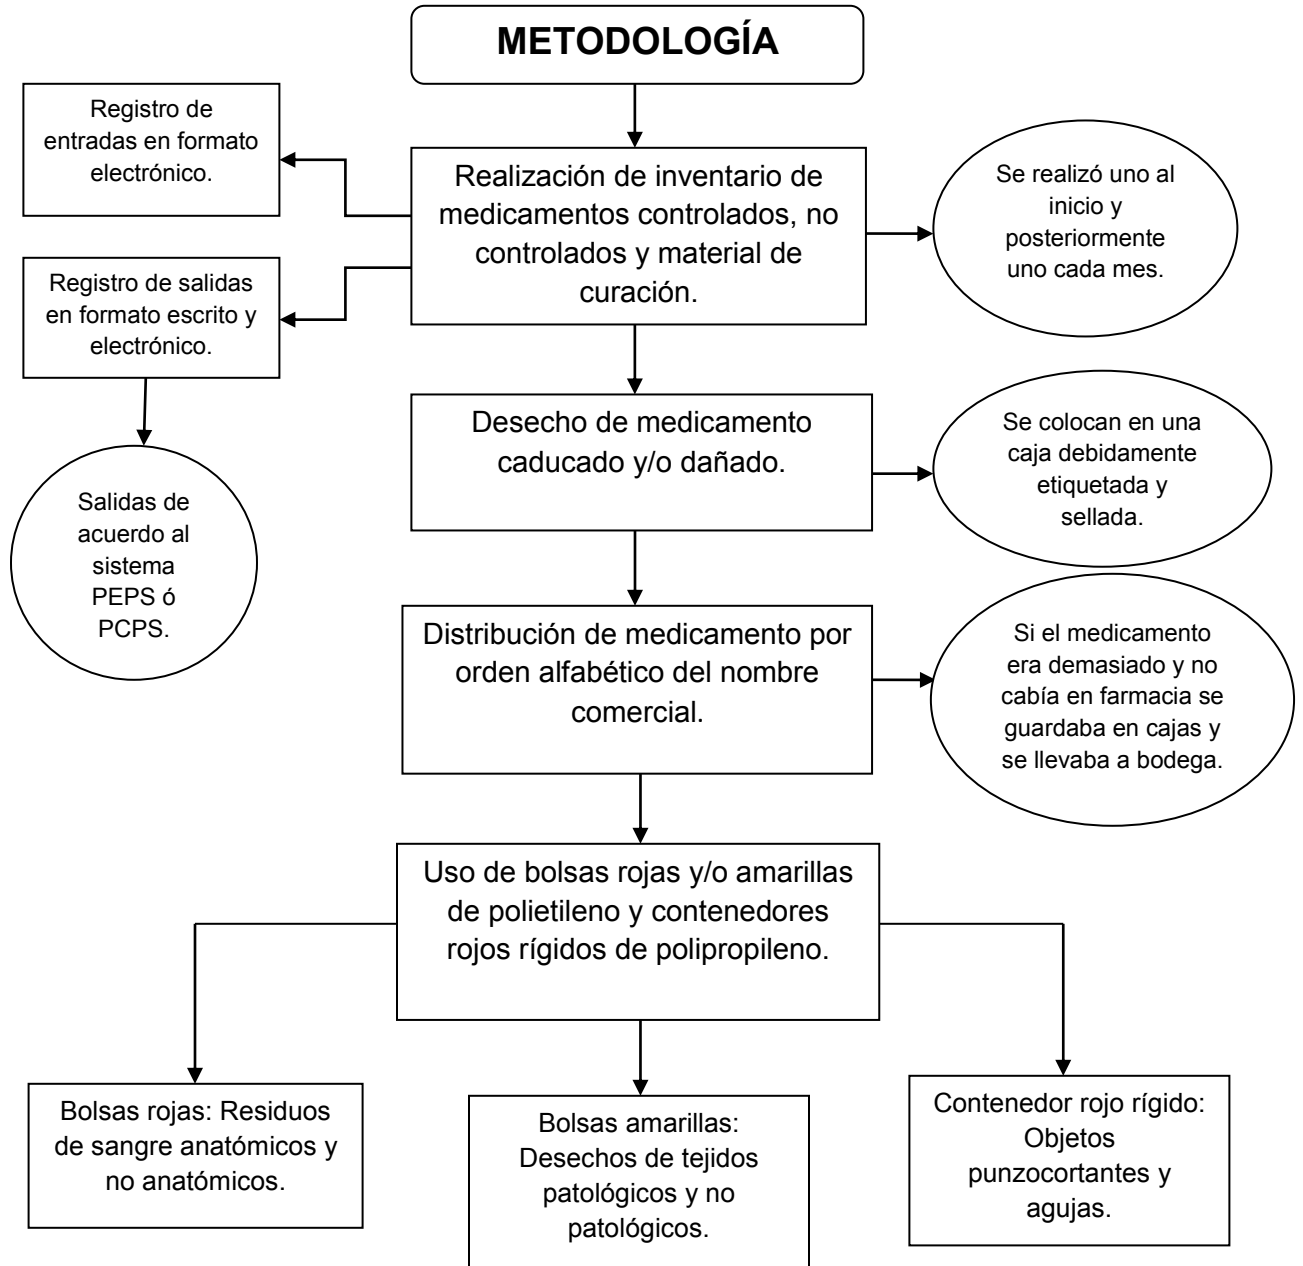 METODOLOGÍA
Registro de
entradas en formato
electrónico.
Realización de inventario de
medicamentos controlados, no
controlados y material de
curación.
Se realizó uno al
inicio y
posteriormente
uno cada mes.
Registro de salidas
en formato escrito y
electrónico.
Salidas de
acuerdo al
sistema
PEPS ó
PCPS.
Desecho de medicamento
caducado y/o dañado.
Se colocan en una
caja debidamente
etiquetada y
sellada.
Distribución de medicamento por
orden alfabético del nombre
comercial.
Si el medicamento
era demasiado y no
cabía en farmacia se
guardaba en cajas y
se llevaba a bodega.
Uso de bolsas rojas y/o amarillas
de polietileno y contenedores
rojos rígidos de polipropileno.
Bolsas rojas: Residuos
de sangre anatómicos y
no anatómicos.
Bolsas amarillas:
Desechos de tejidos
patológicos y no
patológicos.
Contenedor rojo rígido:
Objetos
punzocortantes y
agujas.